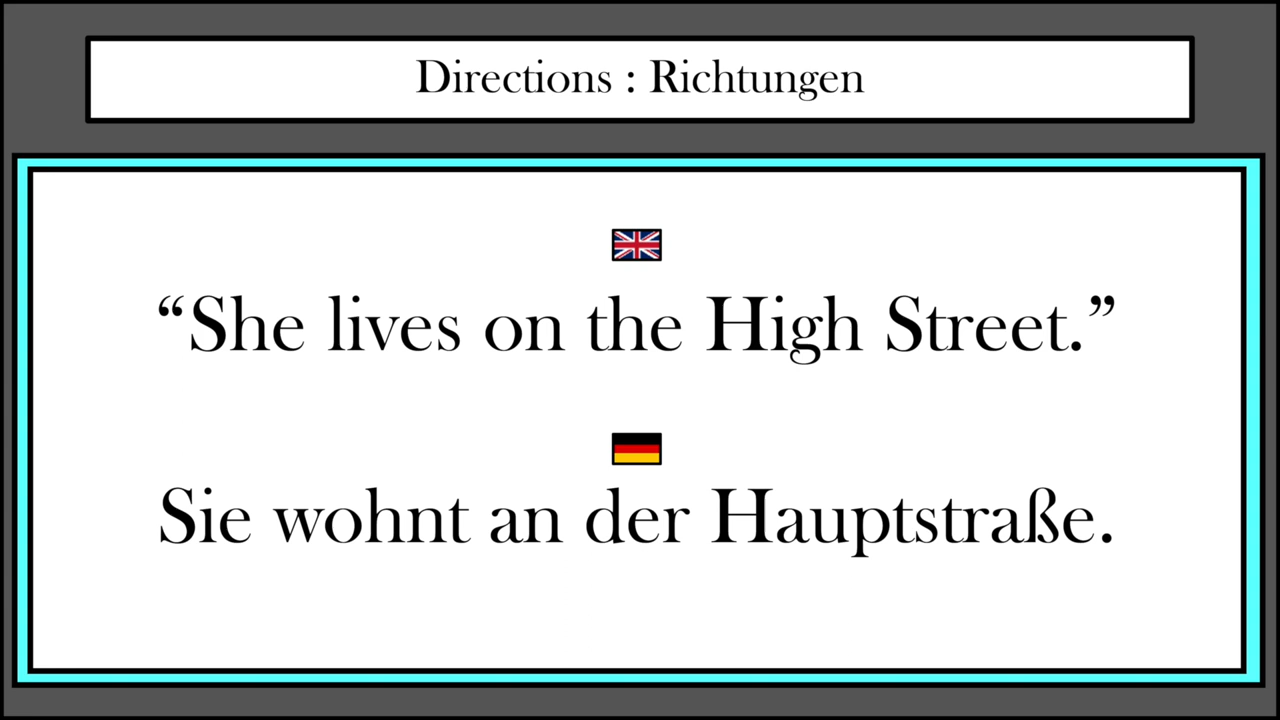 Directions : Richtungen
“She lives on the High Street.”
Sie wohnt an der Hauptstraße.